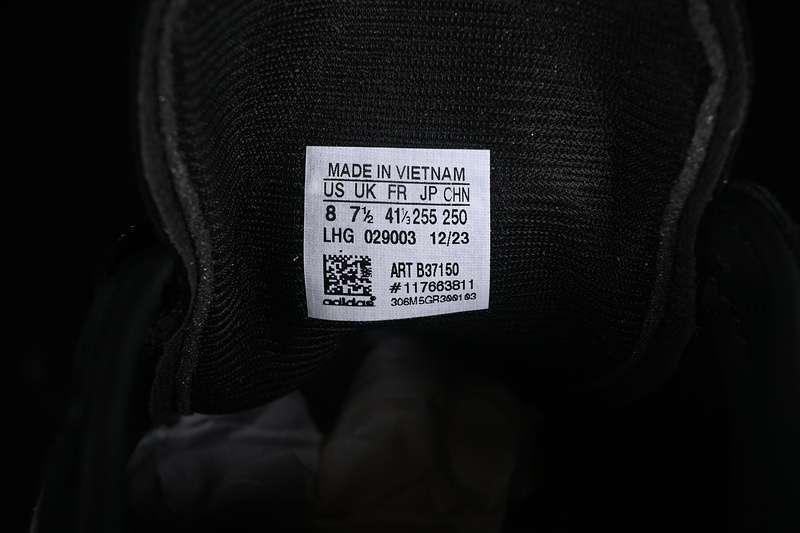 MADE IN VIETNAM
US UK FR JP CHN
8 7½ 41⅓ 255 250
LHG 029003 12/23
ART B37150
#117663811
adidas